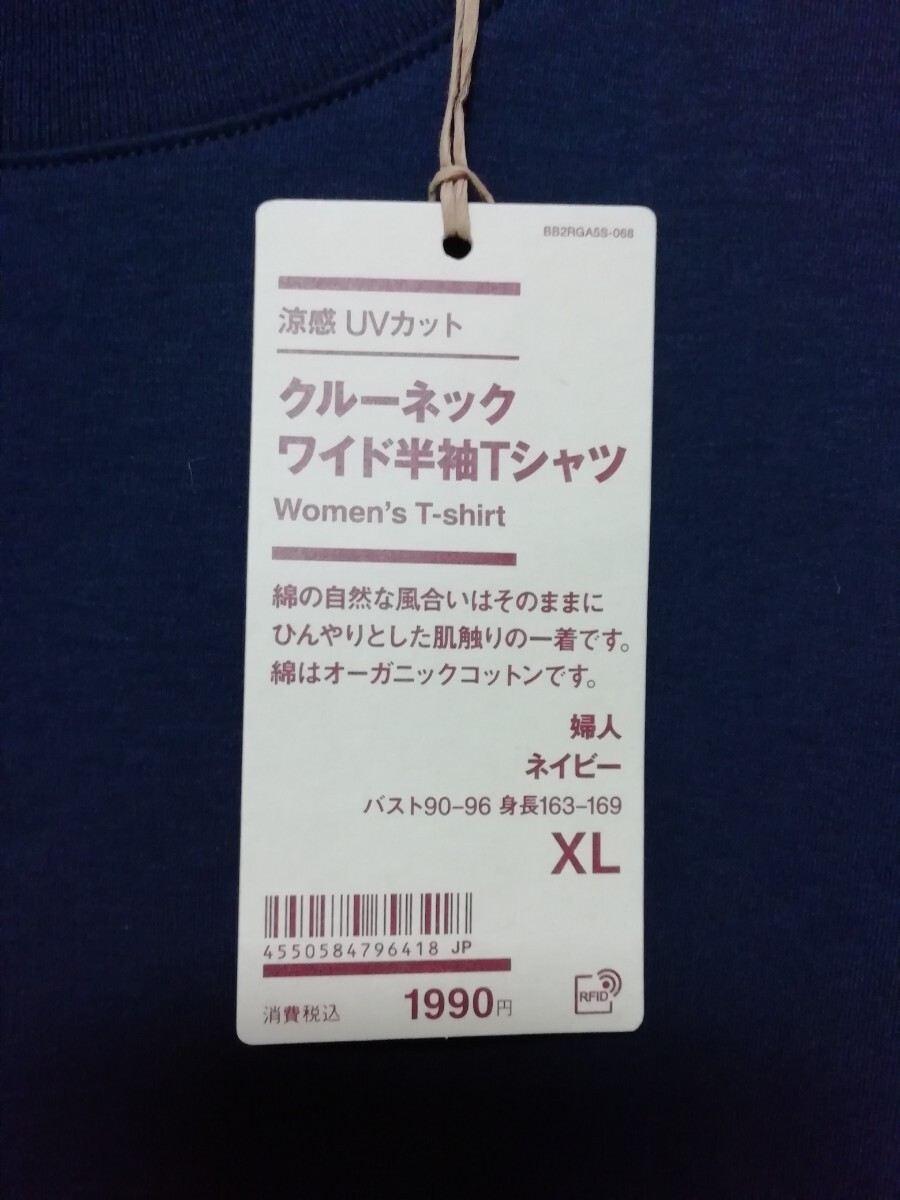 BB2RGA5S-068
涼感 UVカット
クルーネック
ワイド半袖Tシャツ
Women's T-shirt
綿の自然な風合いはそのままに
ひんやりとした肌触りの一着です。
綿はオーガニックコットンです。
婦人
ネイビー
バスト90-96 身長163-169
XL
4550584796418 JP
消費税込 1990円
RFID